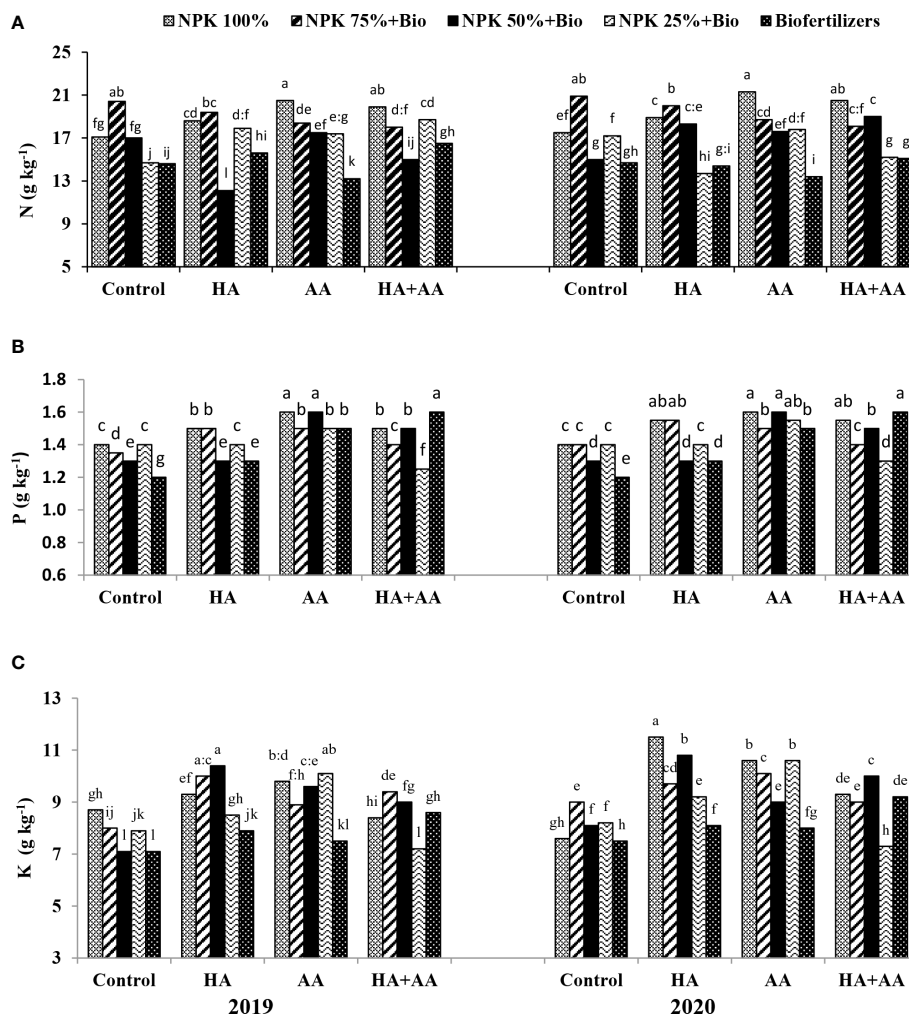 A
NPK 100% NPK 75%+Bio NPK 50%+Bio NPK 25%+Bio Biofertilizers
25
21
17
13
9
5
N (g kg-1)
fg ab fg j ij cd bc l d:f hi a de ef e:g k ab d:f ij cd gh
ef ab g f gh c b c:e hi g:i a cd ef d:f i ab c:f c g g
Control HA AA HA+AA Control HA AA HA+AA
B
1.8
1.6
1.4
1.2
1.0
0.8
0.6
P (g kg-1)
c d e c g b b e c e a b a b b b c b f a
c c d c e ab ab d c d a b a ab b ab c b d a
Control HA AA HA+AA Control HA AA HA+AA
C
13
11
9
7
5
3
K (g kg-1)
gh ij l jk l ef a:c a gh jk b:d f:h c:e ab kl hi de fg l gh
gh e f f h a cd b e f b c e b fg de e c h de
Control HA AA HA+AA Control HA AA HA+AA
2019 2020